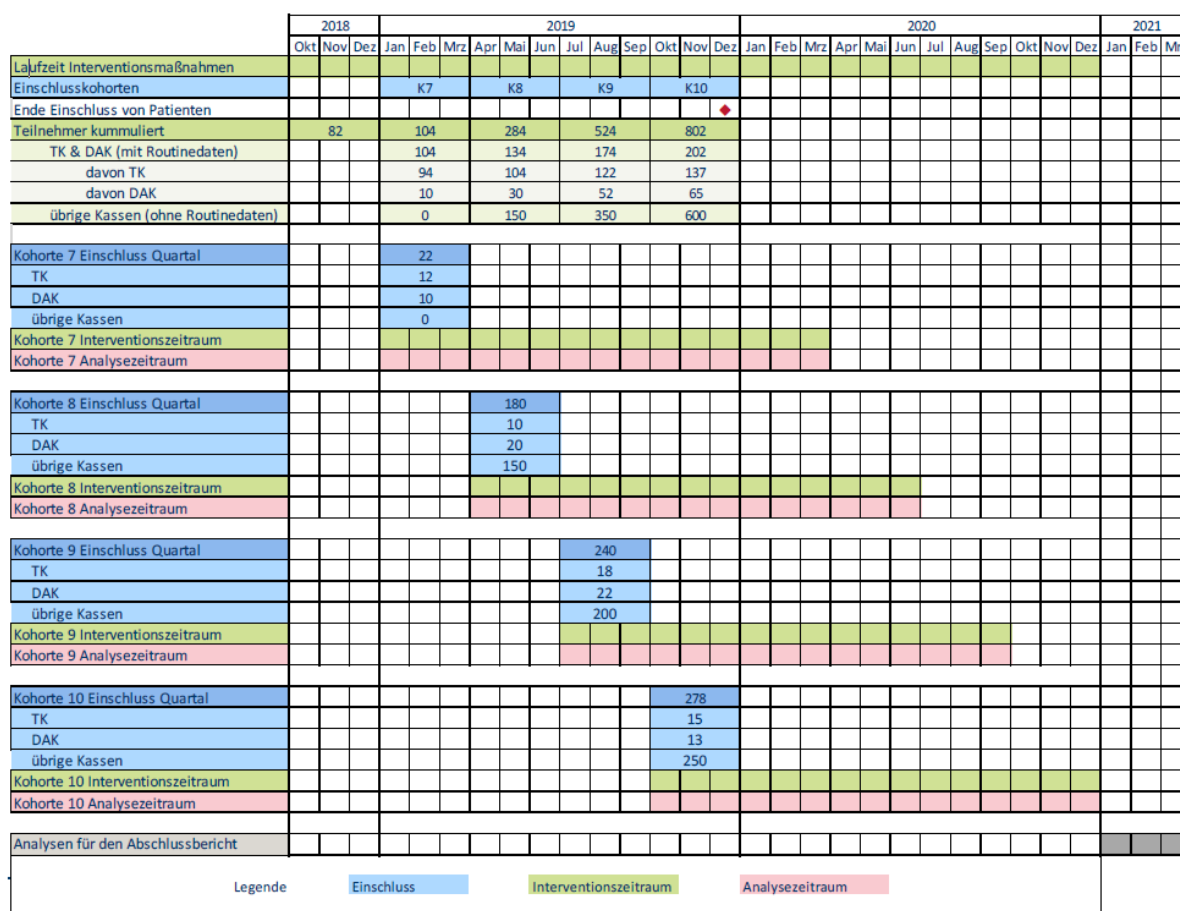 2018 2019 2020 2021
Okt Nov Dez Jan Feb Mrz Apr Mai Jun Jul Aug Sep Okt Nov Dez Jan Feb Mrz Apr Mai Jun Jul Aug Sep Okt Nov Dez Jan Feb Mr
Laufzeit Interventionsmaßnahmen
Einschlusskohorten K7 K8 K9 K10
Ende Einschluss von Patienten
Teilnehmer kummuliert 82 104 284 524 802
TK & DAK (mit Routinedaten) 104 134 174 202
davon TK 94 104 122 137
davon DAK 10 30 52 65
übrige Kassen (ohne Routinedaten) 0 150 350 600
Kohorte 7 Einschluss Quartal 22
TK 12
DAK 10
übrige Kassen 0
Kohorte 7 Interventionszeitraum
Kohorte 7 Analysezeitraum
Kohorte 8 Einschluss Quartal 180
TK 10
DAK 20
übrige Kassen 150
Kohorte 8 Interventionszeitraum
Kohorte 8 Analysezeitraum
Kohorte 9 Einschluss Quartal 240
TK 18
DAK 22
übrige Kassen 200
Kohorte 9 Interventionszeitraum
Kohorte 9 Analysezeitraum
Kohorte 10 Einschluss Quartal 278
TK 15
DAK 13
übrige Kassen 250
Kohorte 10 Interventionszeitraum
Kohorte 10 Analysezeitraum
Analysen für den Abschlussbericht
Legende Einschluss Interventionszeitraum Analysezeitraum